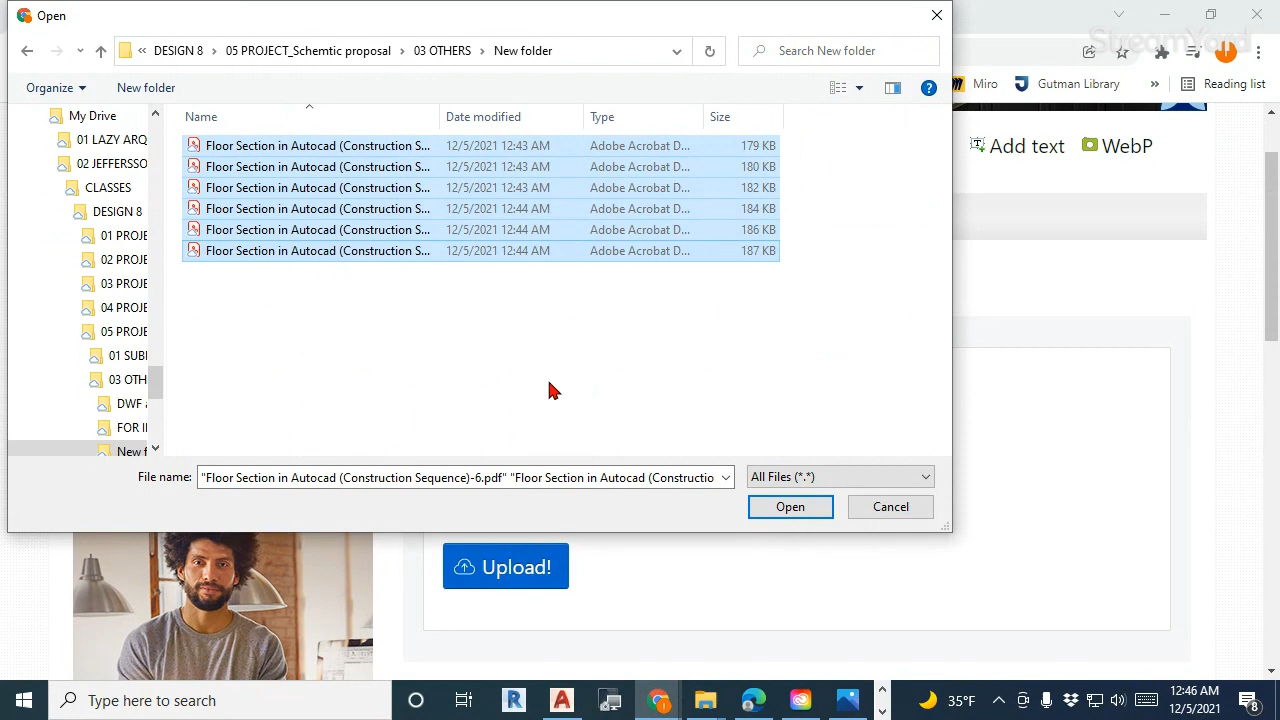 Open
StreamYard
« DESIGN 8 > 05 PROJECT_Schemtic proposal > 03 OTHERS > New folder
Search New folder
Organize
New folder
Miro
Gutman Library
»
Reading list
My Drive
01 LAZY ARQ
02 JEFFERSSO
CLASSES
DESIGN 8
01 PROJE
02 PROJE
03 PROJE
04 PROJE
05 PROJE
01 SUBI
03 OTH
DWF
FOR I
New f
Name
Date modified
Type
Size
Floor Section in Autocad (Construction S... 12/5/2021 12:43 AM Adobe Acrobat D... 179 KB
Floor Section in Autocad (Construction S... 12/5/2021 12:43 AM Adobe Acrobat D... 180 KB
Floor Section in Autocad (Construction S... 12/5/2021 12:43 AM Adobe Acrobat D... 182 KB
Floor Section in Autocad (Construction S... 12/5/2021 12:44 AM Adobe Acrobat D... 184 KB
Floor Section in Autocad (Construction S... 12/5/2021 12:44 AM Adobe Acrobat D... 186 KB
Floor Section in Autocad (Construction S... 12/5/2021 12:44 AM Adobe Acrobat D... 187 KB
Add text
WebP
File name:
"Floor Section in Autocad (Construction Sequence)-6.pdf" "Floor Section in Autocad (Constructio
All Files (*.*)
Open
Cancel
Upload!
Type here to search
35°F
12:46 AM
12/5/2021
8